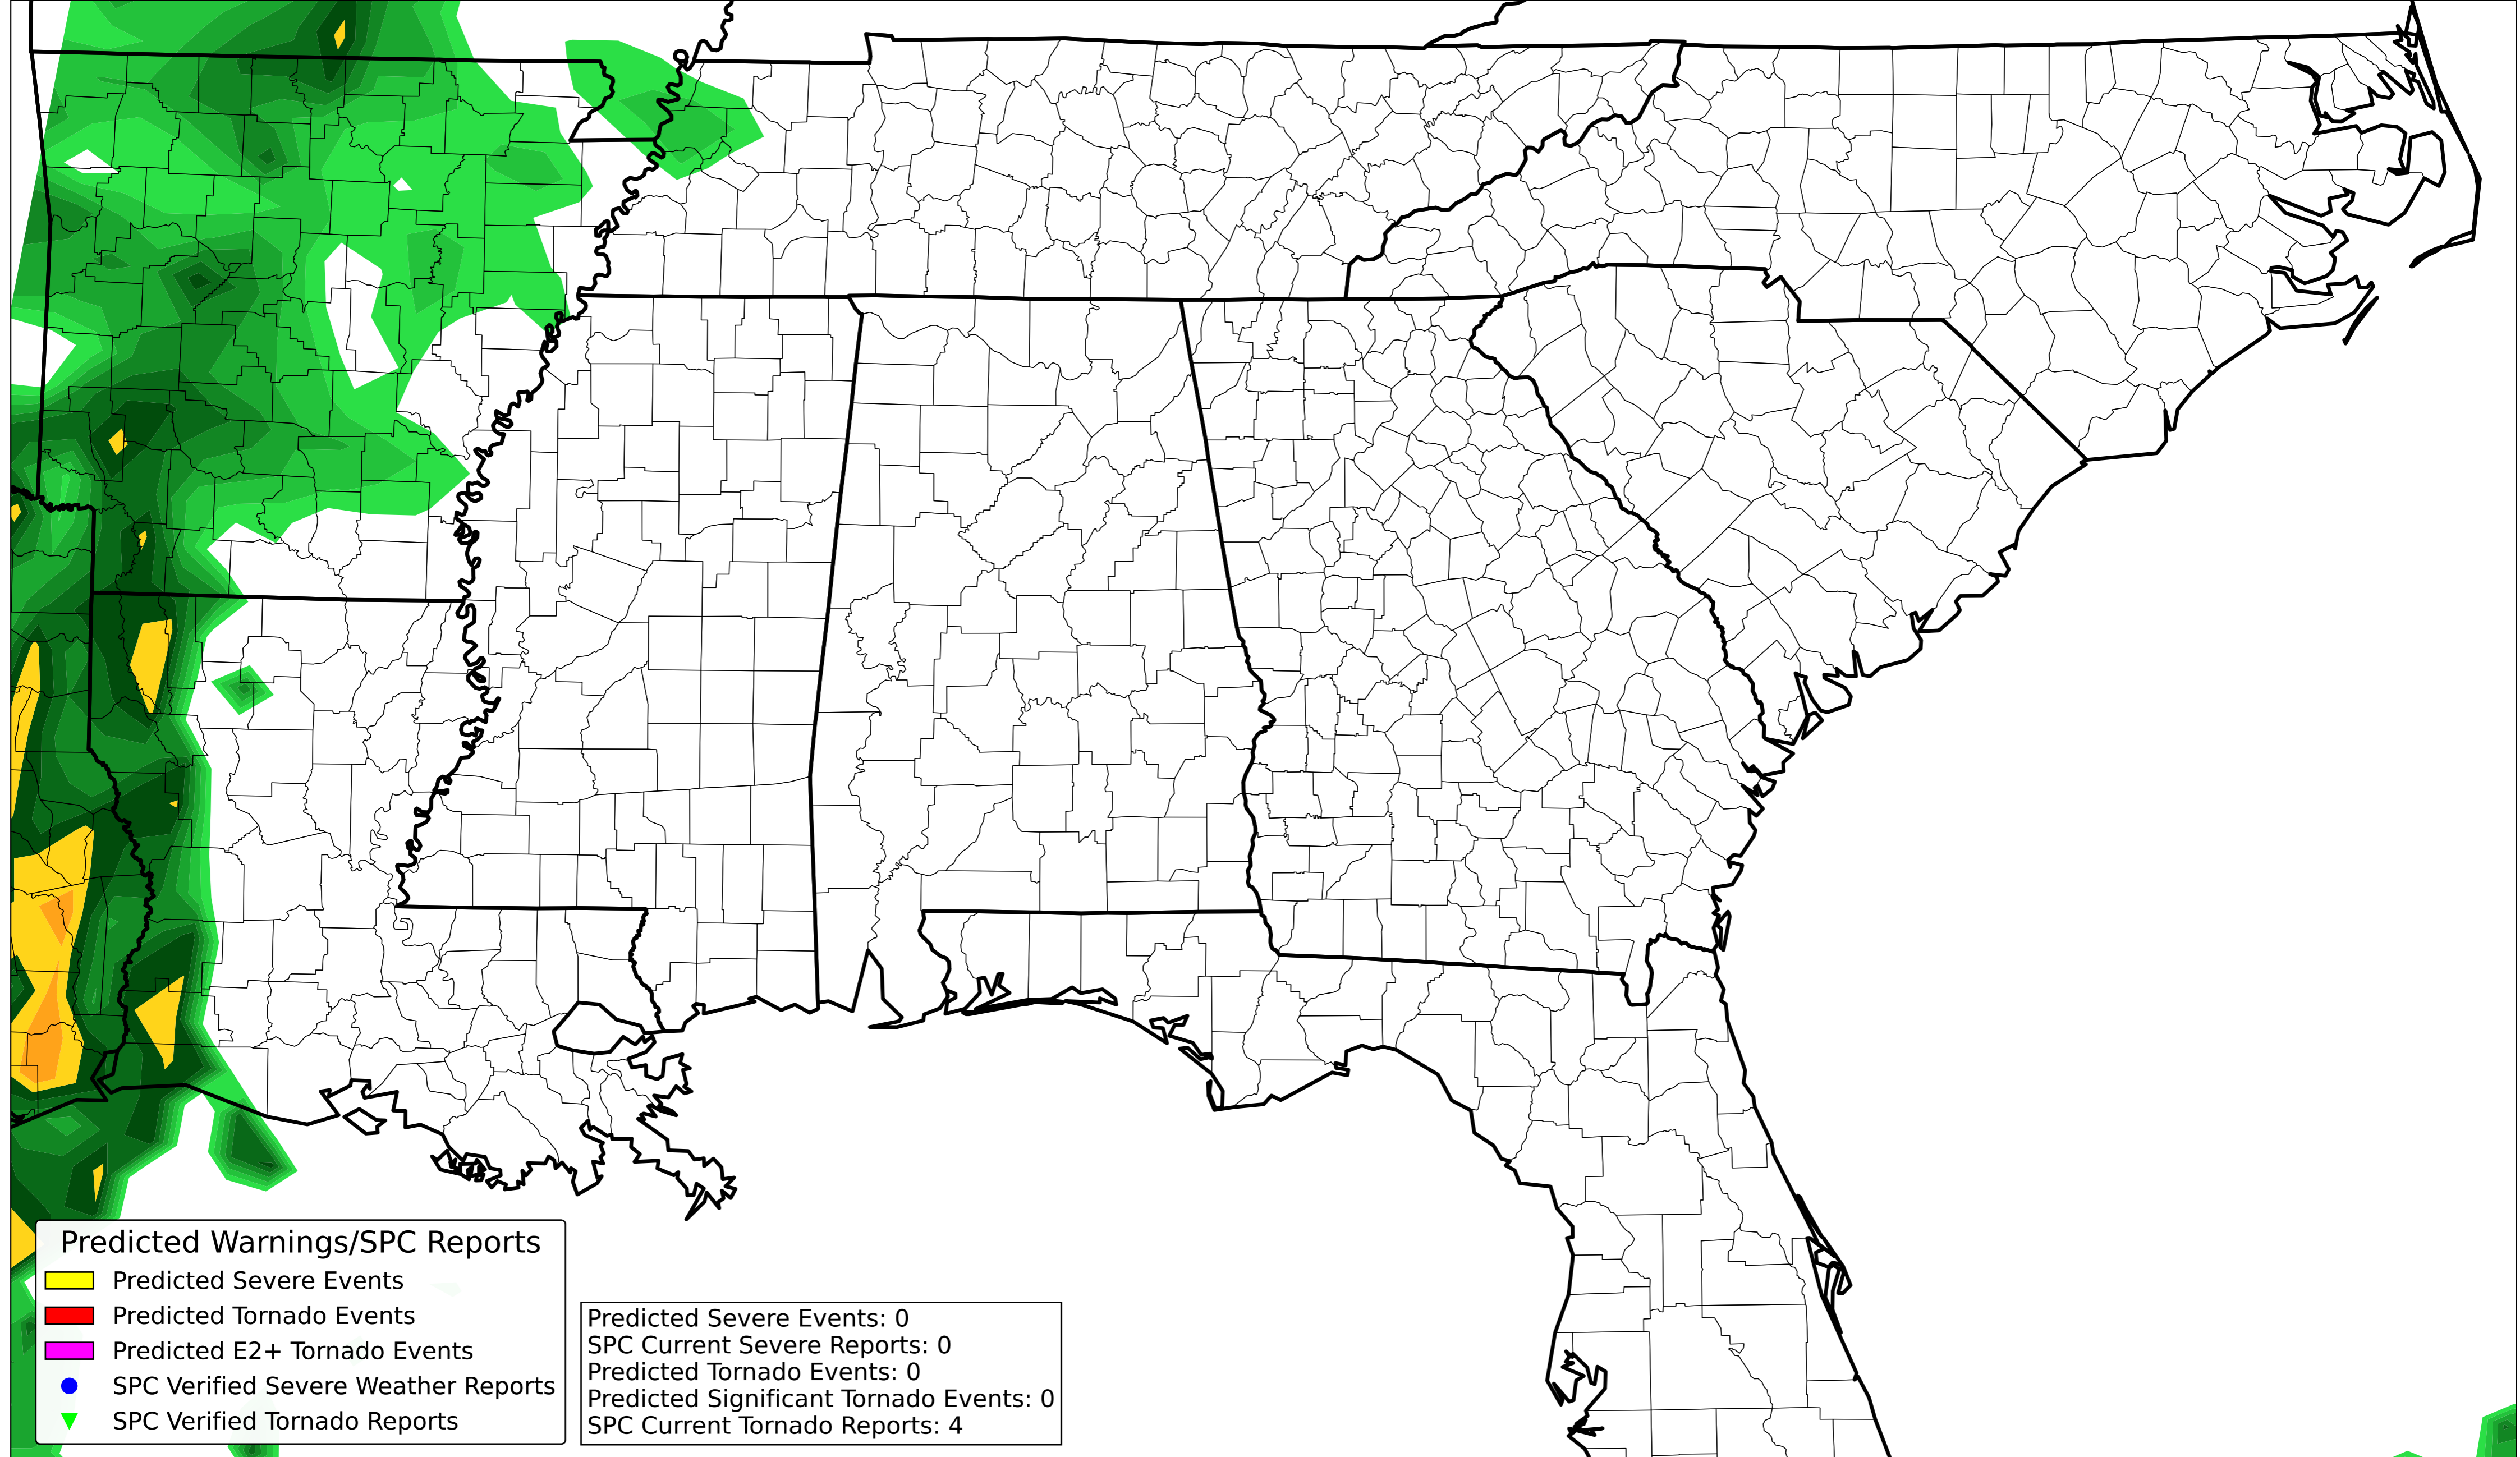 Predicted Warnings/SPC Reports
Predicted Severe Events
Predicted Tornado Events
Predicted E2+ Tornado Events
SPC Verified Severe Weather Reports
SPC Verified Tornado Reports
Predicted Severe Events: 0
SPC Current Severe Reports: 0
Predicted Tornado Events: 0
Predicted Significant Tornado Events: 0
SPC Current Tornado Reports: 4